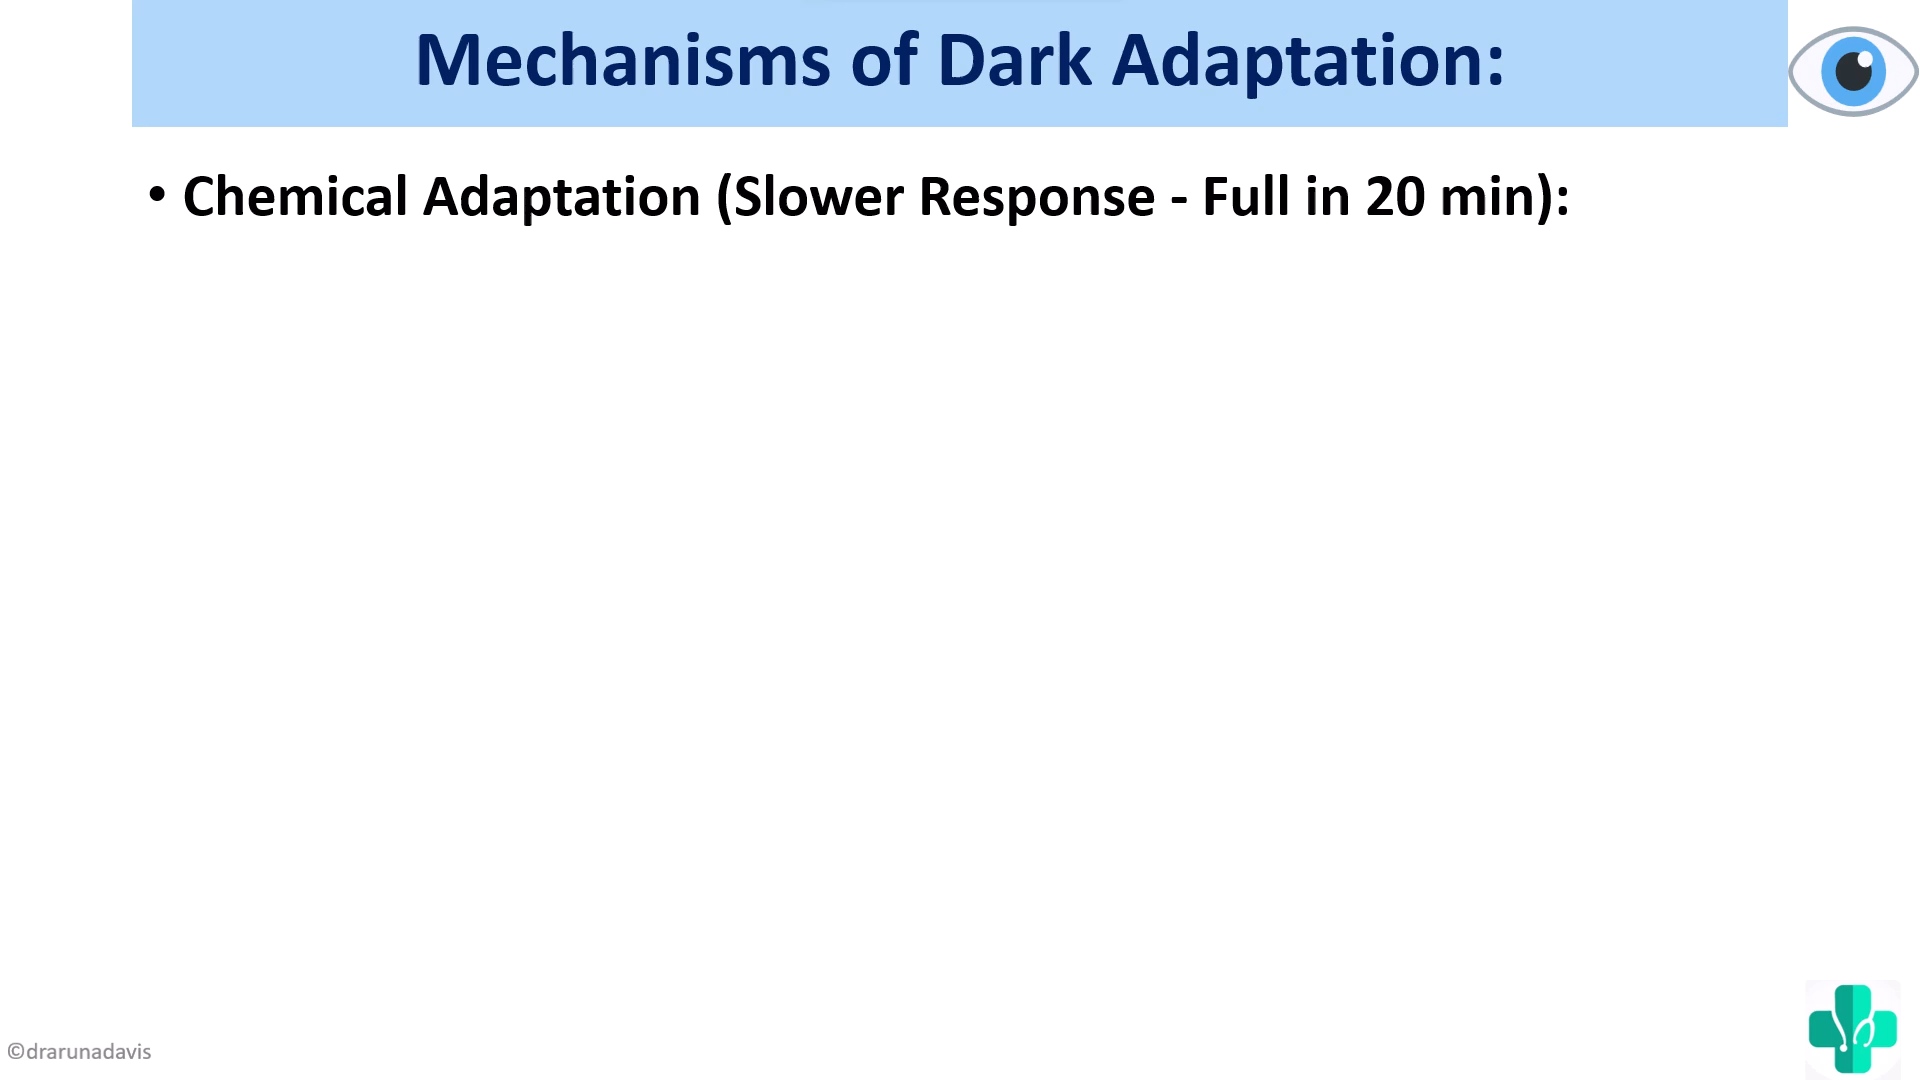 Mechanisms of Dark Adaptation:
• Chemical Adaptation (Slower Response - Full in 20 min):
©drarunadavis